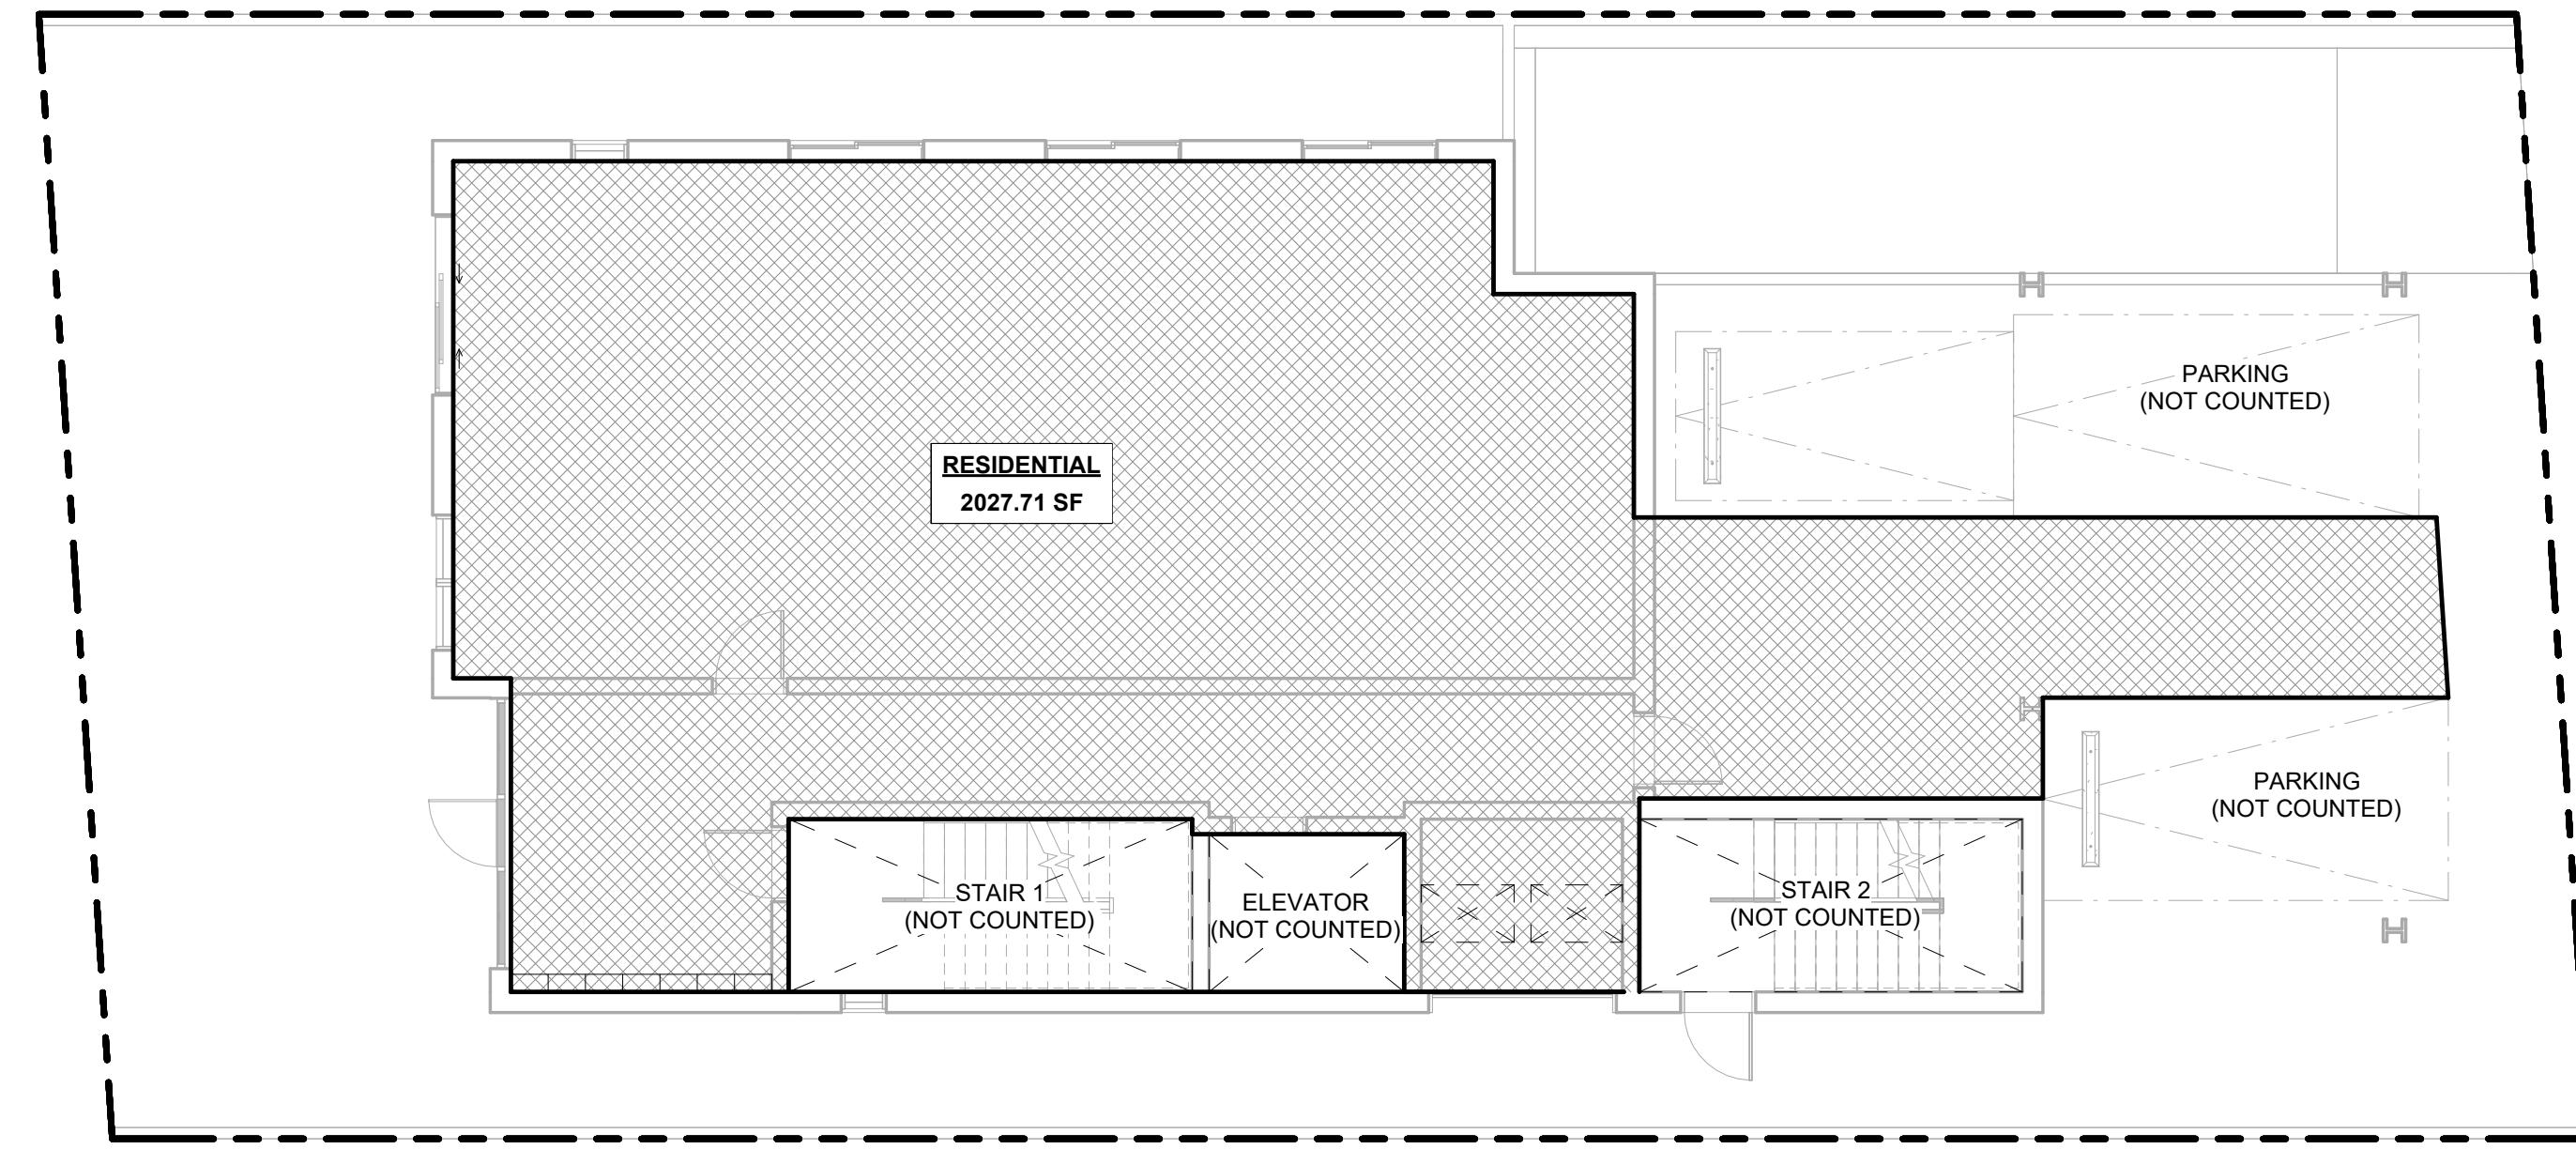 PARKING
(NOT COUNTED)
RESIDENTIAL
2027.71 SF
PARKING
(NOT COUNTED)
STAIR 1
(NOT COUNTED)
ELEVATOR
(NOT COUNTED)
STAIR 2
(NOT COUNTED)